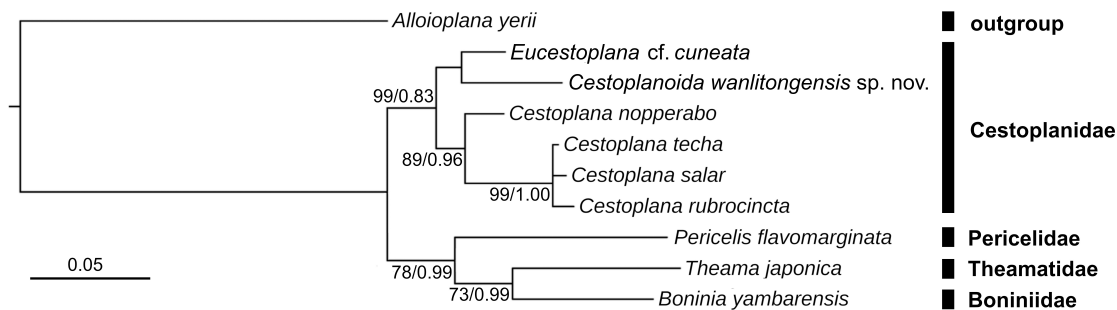 Alloioplana yerii
outgroup
Eucestoplana cf. cuneata
Cestoplanoida wanlitongensis sp. nov.
99/0.83
Cestoplana nopperabo
Cestoplanidae
Cestoplana techa
89/0.96
Cestoplana salar
99/1.00
Cestoplana rubrocincta
Pericelis flavomarginata
Pericelidae
0.05
78/0.99
Theama japonica
Theamatidae
73/0.99
Boninia yambarensis
Boniniidae